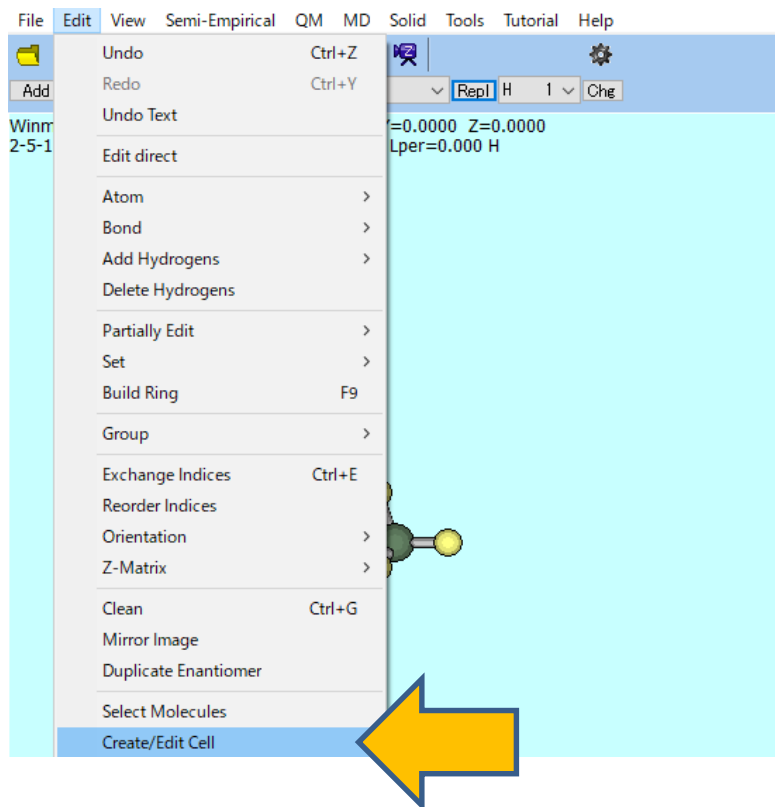 File Edit View Semi-Empirical QM MD Solid Tools Tutorial Help
Add Repl H 1 Chg
=0.0000 Z=0.0000
2-5-1 Lper=0.000 H
Undo Ctrl+Z
Redo Ctrl+Y
Undo Text
Edit direct
Atom
Bond
Add Hydrogens
Delete Hydrogens
Partially Edit
Set
Build Ring F9
Group
Exchange Indices Ctrl+E
Reorder Indices
Orientation
Z-Matrix
Clean Ctrl+G
Mirror Image
Duplicate Enantiomer
Select Molecules
Create/Edit Cell